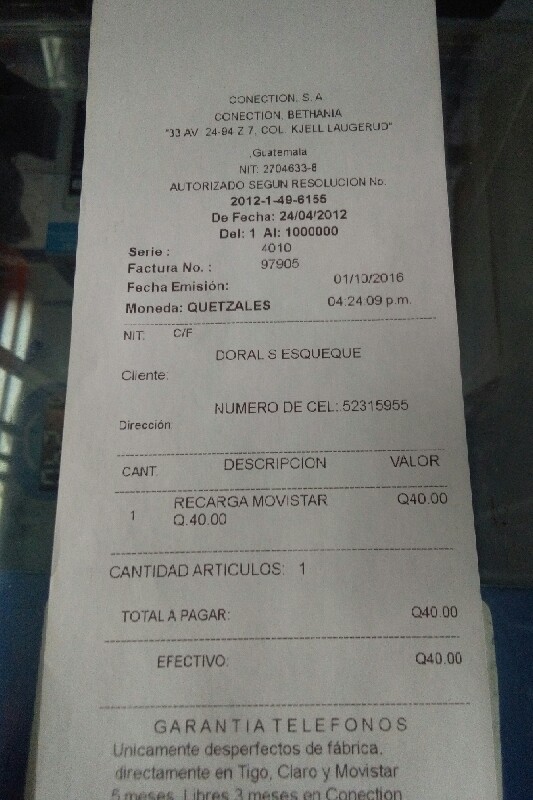 CONECTION, S. A.
CONECTION, BETHANIA
"33 AV. 24-94 Z 7, COL. KJELL LAUGERUD"
,Guatemala
NIT: 2704633-8
AUTORIZADO SEGUN RESOLUCION No.
2012-1-49-6155
De Fecha: 24/04/2012
Del: 1 Al: 1000000
Serie : 4010
Factura No. : 97905
Fecha Emisión: 01/10/2016
Moneda: QUETZALES 04:24:09 p.m.
NIT: C/F
DORAL S ESQUEQUE
Cliente:
NUMERO DE CEL:.52315955
Dirección:
CANT. DESCRIPCION VALOR
1 RECARGA MOVISTAR Q40.00
Q.40.00
CANTIDAD ARTICULOS: 1
TOTAL A PAGAR: Q40.00
EFECTIVO: Q40.00
GARANTIA TELEFONOS
Unicamente desperfectos de fábrica,
directamente en Tigo, Claro y Movistar
6 meses. Libres 3 meses en Conection